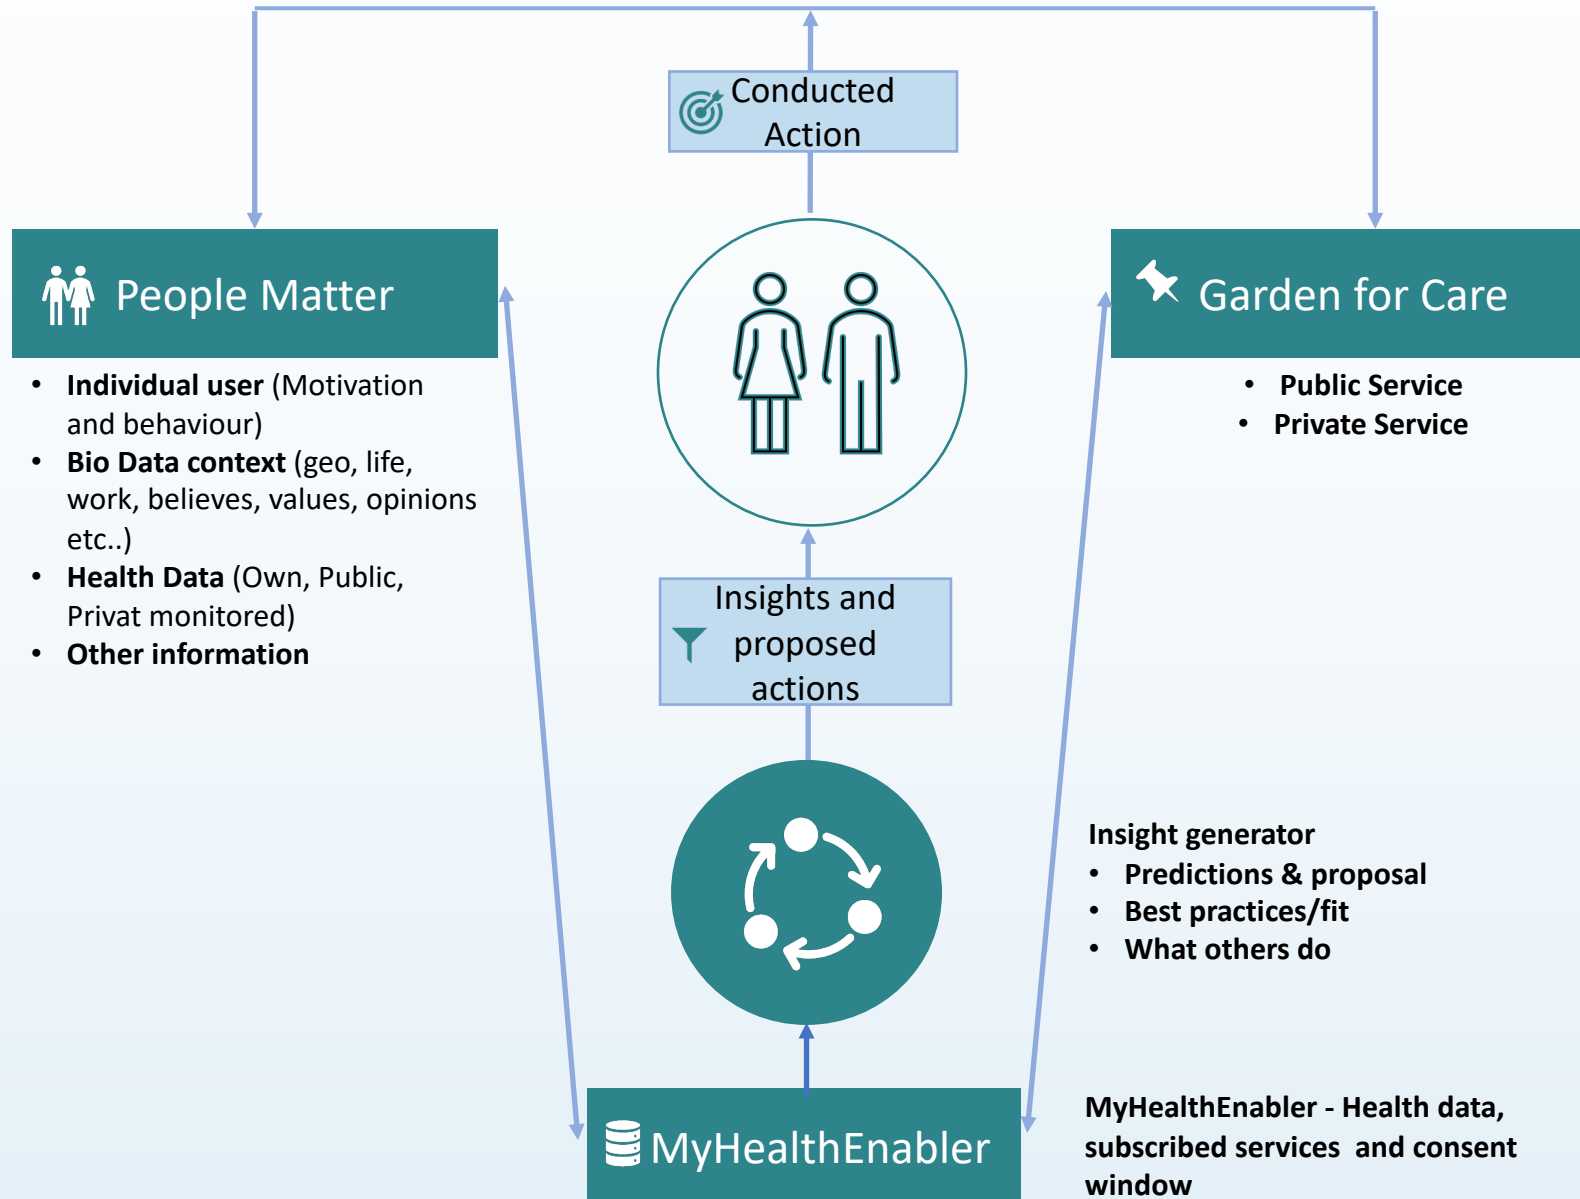 Conducted
Action
People Matter
Garden for Care
• Individual user (Motivation
and behaviour)
• Bio Data context (geo, life,
work, believes, values, opinions
etc..)
• Health Data (Own, Public,
Privat monitored)
• Other information
• Public Service
• Private Service
Insights and
proposed
actions
Insight generator
• Predictions & proposal
• Best practices/fit
• What others do
MyHealthEnabler
MyHealthEnabler - Health data,
subscribed services and consent
window